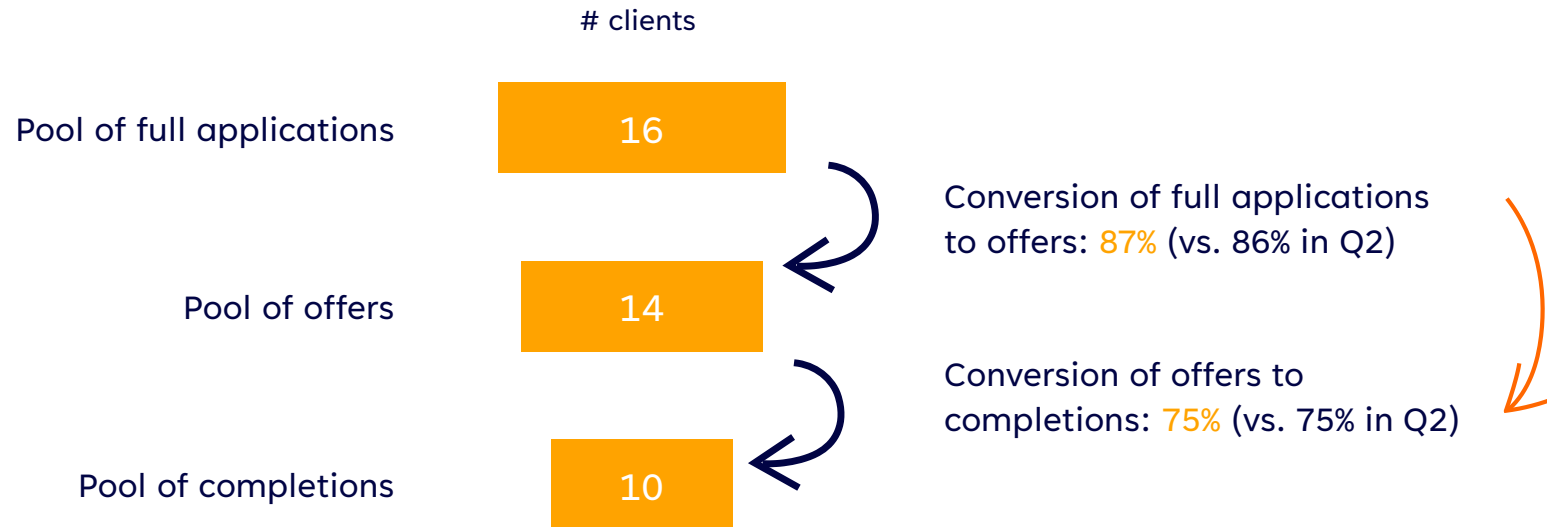 # clients
Pool of full applications
16
Conversion of full applications
to offers: 87% (vs. 86% in Q2)
Pool of offers
14
Conversion of offers to
completions: 75% (vs. 75% in Q2)
Pool of completions
10